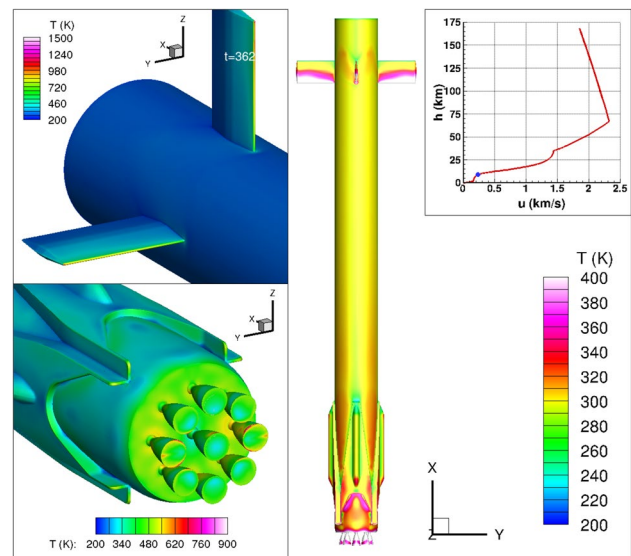 T (K)
1500
1240
980
720
460
200
Z
X
Y
t=362
Z
X
Y
T (K): 200 340 480 620 760 900
h (km)
175
150
125
100
75
50
25
0
0 0.5 1 1.5 2 2.5
u (km/s)
T (K)
400
380
360
340
320
300
280
260
240
220
200
X
Z Y